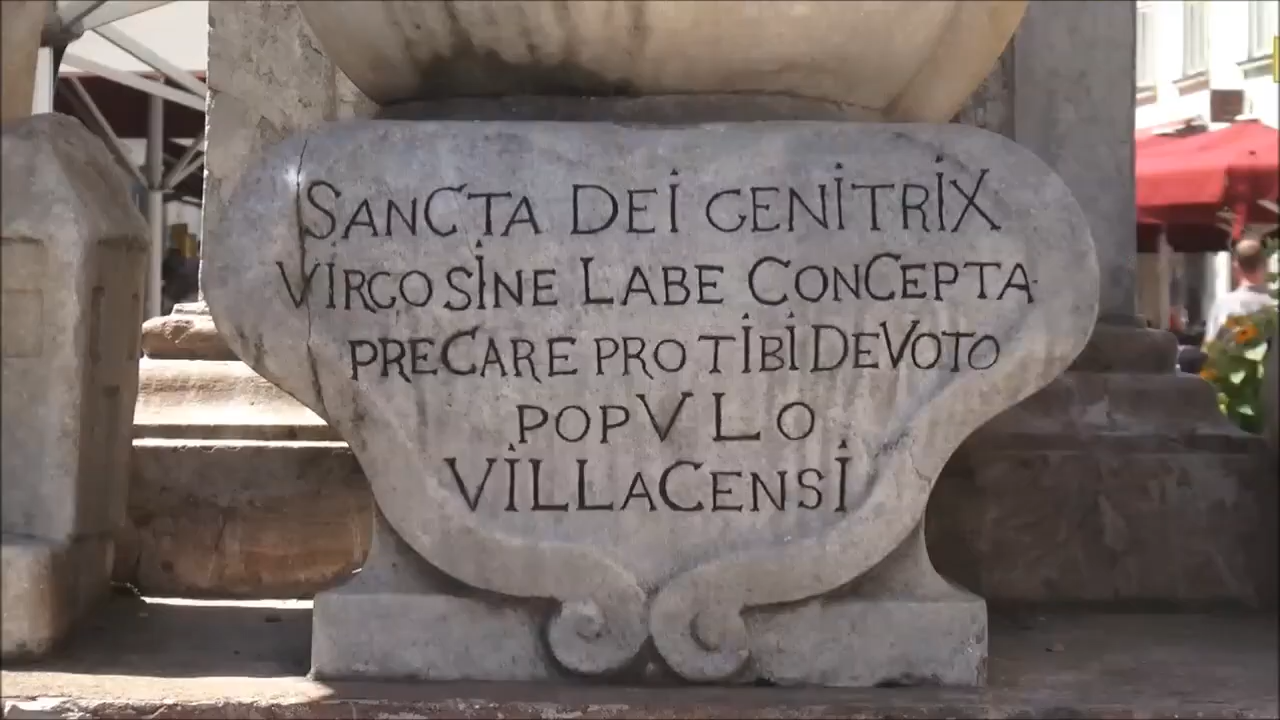 SANCTA DEI GENITRIX
VIRGO SINE LABE CONCEPTA
PRECARE PRO TIBI DEVOTO
POPVLO
VILLACENSI